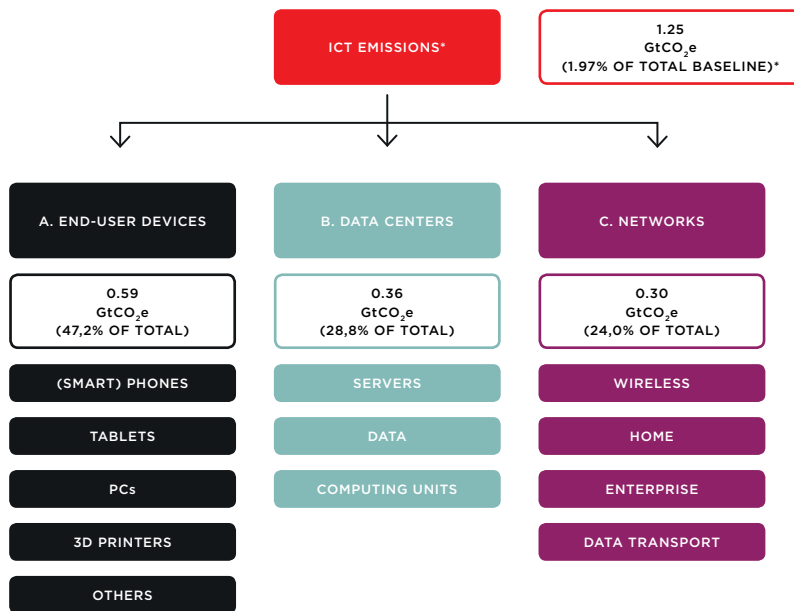 ICT EMISSIONS*
1.25
GtCO₂e
(1.97% OF TOTAL BASELINE)*
A. END-USER DEVICES
B. DATA CENTERS
C. NETWORKS
0.59
GtCO₂e
(47,2% OF TOTAL)
0.36
GtCO₂e
(28,8% OF TOTAL)
0.30
GtCO₂e
(24,0% OF TOTAL)
(SMART) PHONES
TABLETS
PCs
3D PRINTERS
OTHERS
SERVERS
DATA
COMPUTING UNITS
WIRELESS
HOME
ENTERPRISE
DATA TRANSPORT